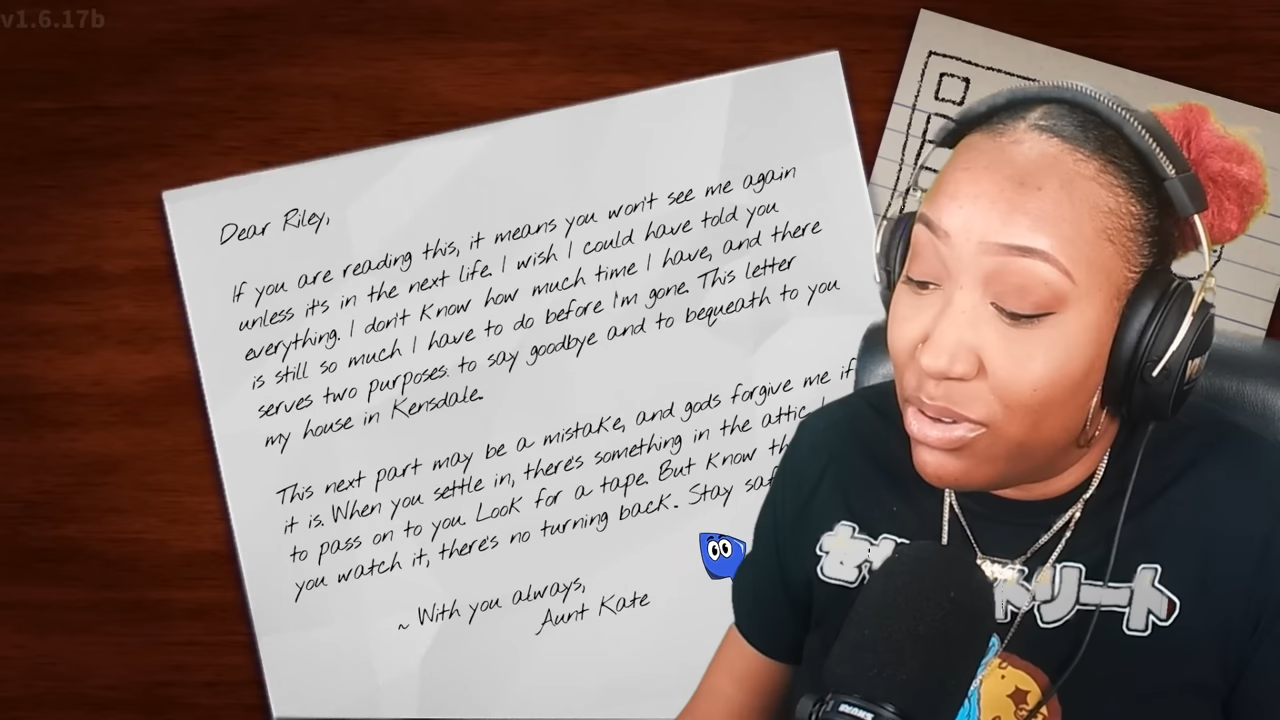 v1.6.17b
Dear Riley,
If you are reading this, it means you won't see me again
unless it's in the next life. I wish I could have told you
everything. I don't know how much time I have, and there
is still so much I have to do before I'm gone. This letter
serves two purposes: to say goodbye and to bequeath to you
my house in Kensdale.
This next part may be a mistake, and gods forgive me if
it is. When you settle in, there's something in the attic
to pass on to you. Look for a tape. But know
you watch it, there's no turning back. Stay
~ With you always,
Aunt Kate
トリート